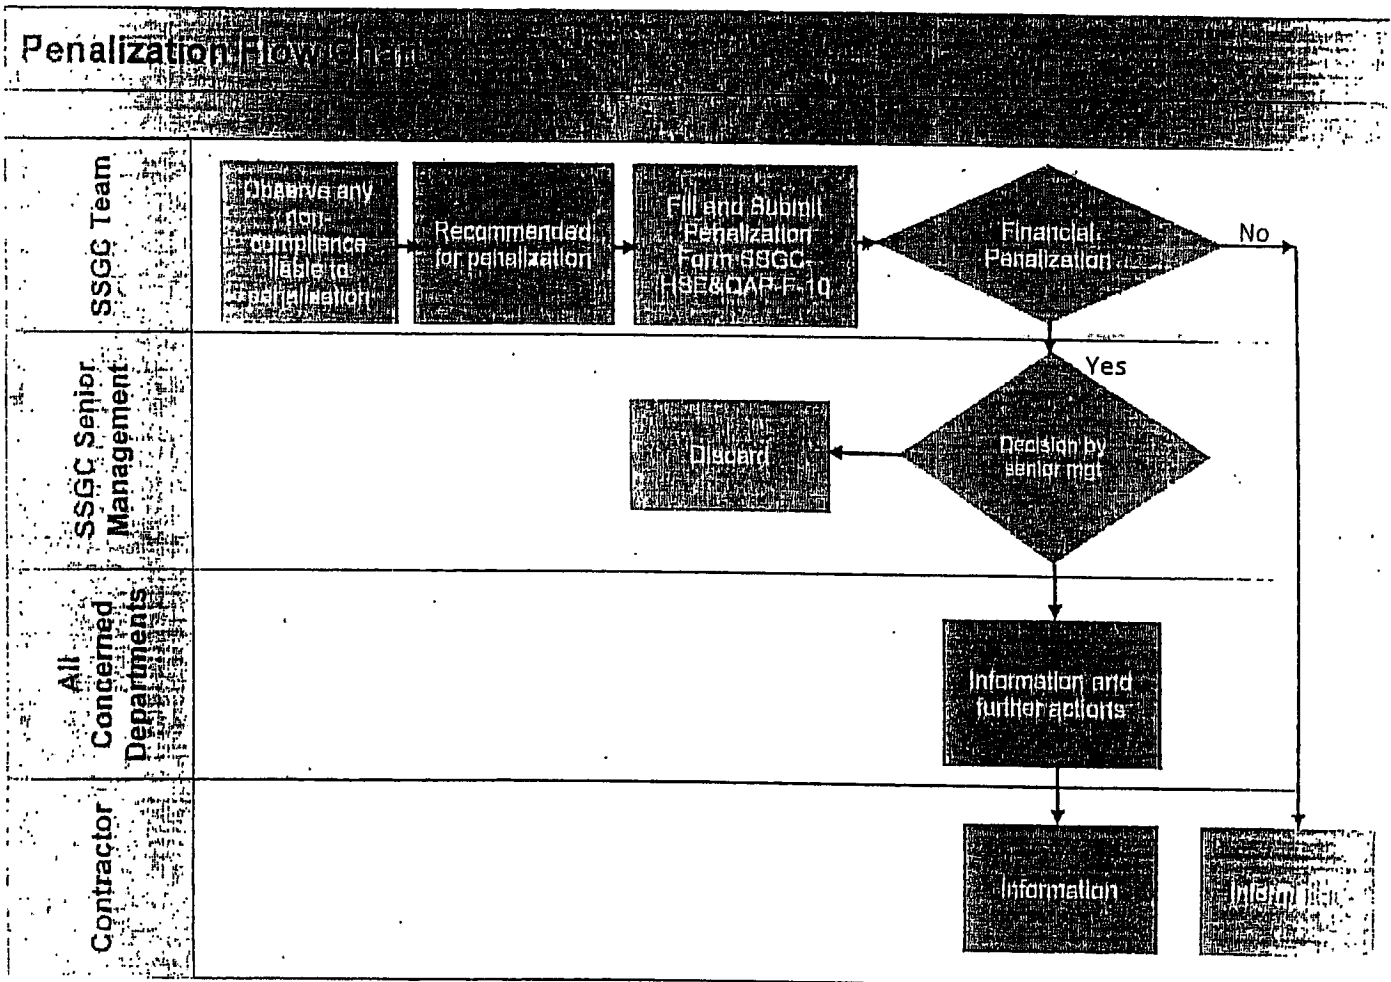 Penalization Flow Chart
SSGC Team
Observe any
non-
compliance
liable to
penalization
Recommended
for penalization
Fill and Submit
Penalization
Form SSGC-
HSE&QAP-F-10
Financial
Penalization
No
Yes
SSGC Senior
Management
Discard
Decision by
senior mgt
All
Concerned
Departments
Information and
further actions
Contractor
Information
Information